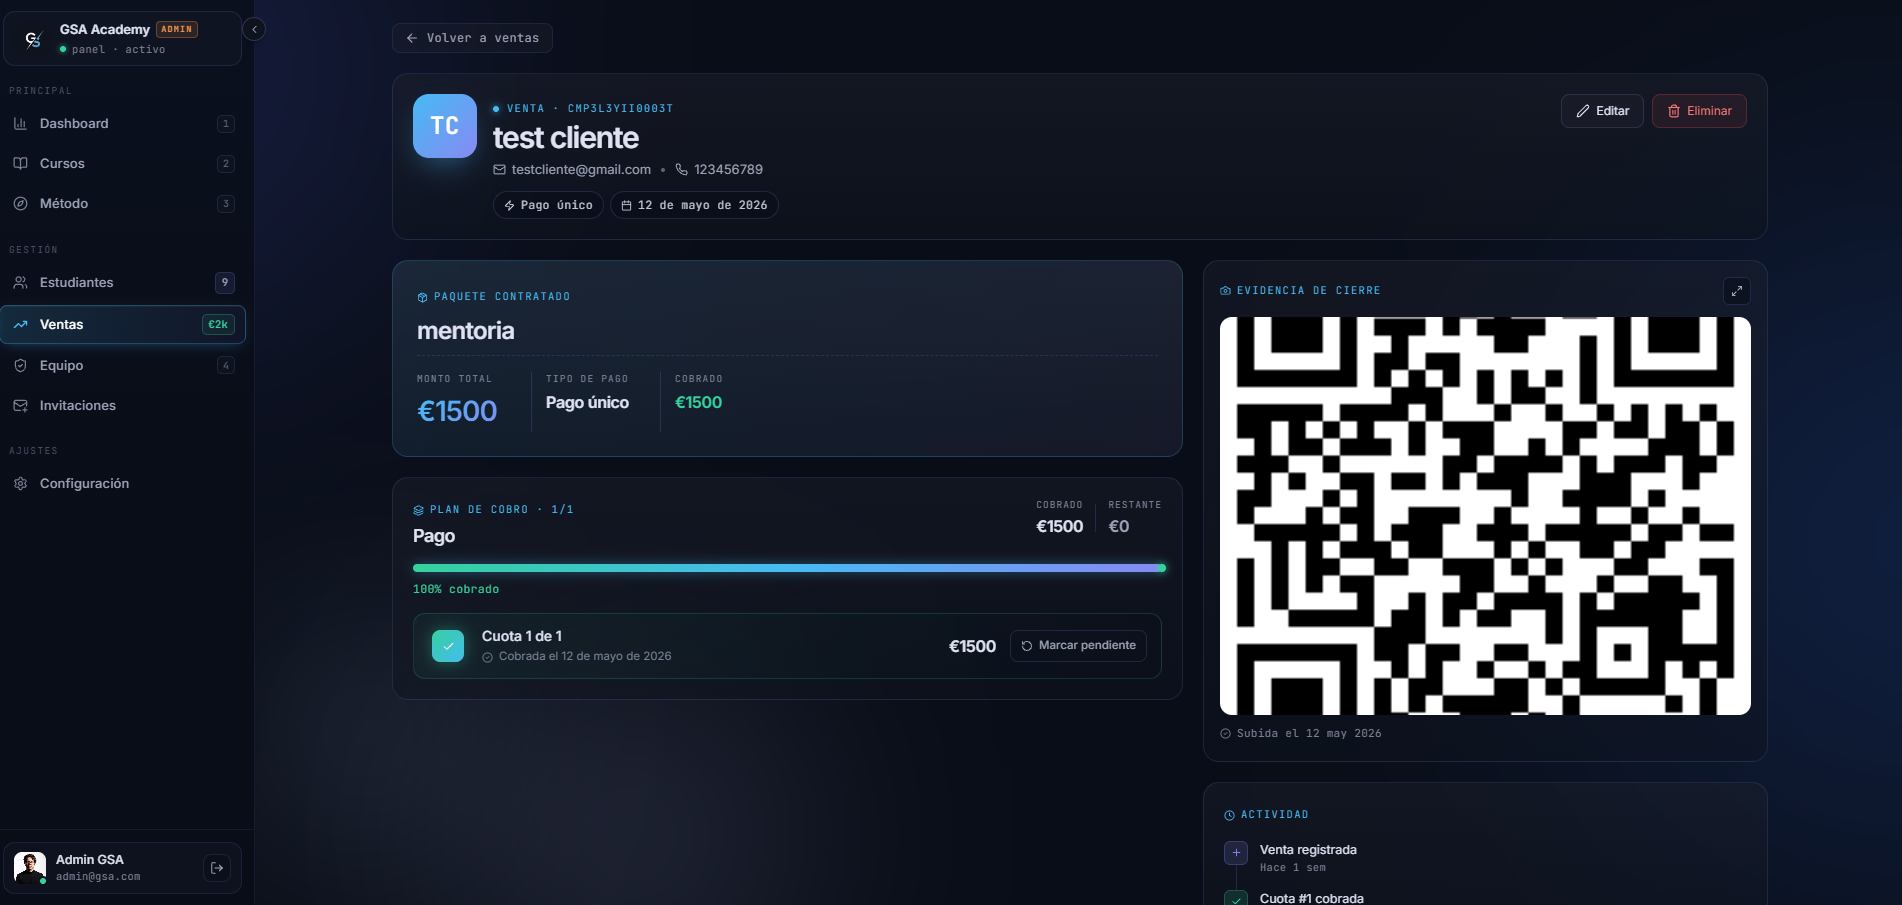 GSA Academy ADMIN
panel · activo
PRINCIPAL
Dashboard 1
Cursos 2
Método 3
GESTIÓN
Estudiantes 9
Ventas €2k
Equipo 4
Invitaciones
AJUSTES
Configuración
Admin GSA
admin@gsa.com
Volver a ventas
TC
VENTA · CMP3L3YII0003T
test cliente
testcliente@gmail.com • 123456789
Pago único 12 de mayo de 2026
Editar Eliminar
PAQUETE CONTRATADO
mentoria
MONTO TOTAL TIPO DE PAGO COBRADO
€1500 Pago único €1500
PLAN DE COBRO · 1/1
Pago
COBRADO RESTANTE
€1500 €0
100% cobrado
Cuota 1 de 1
Cobrada el 12 de mayo de 2026
€1500 Marcar pendiente
EVIDENCIA DE CIERRE
Subida el 12 may 2026
ACTIVIDAD
Venta registrada
Hace 1 sem
Cuota #1 cobrada